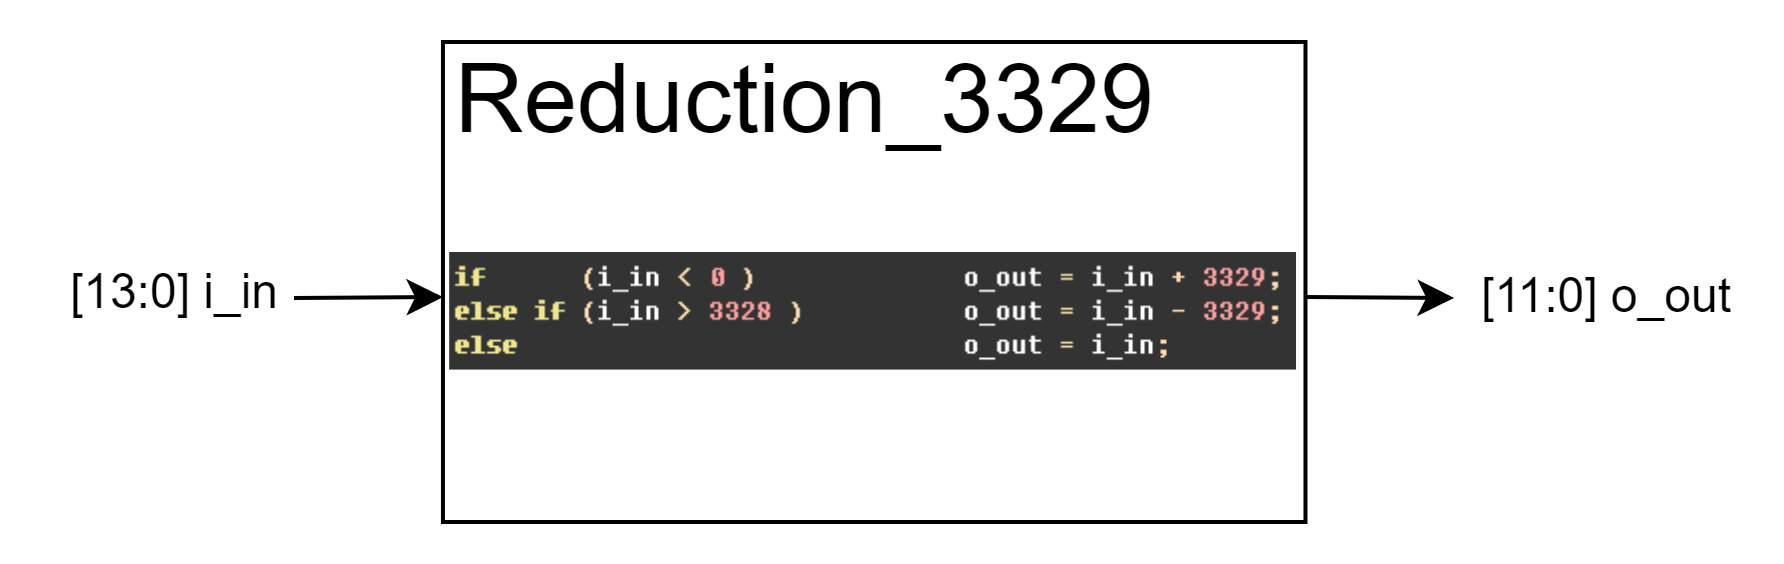 Reduction_3329
[13:0] i_in
if (i_in < 0 ) o_out = i_in + 3329;
else if (i_in > 3328 ) o_out = i_in - 3329;
else o_out = i_in;
[11:0] o_out